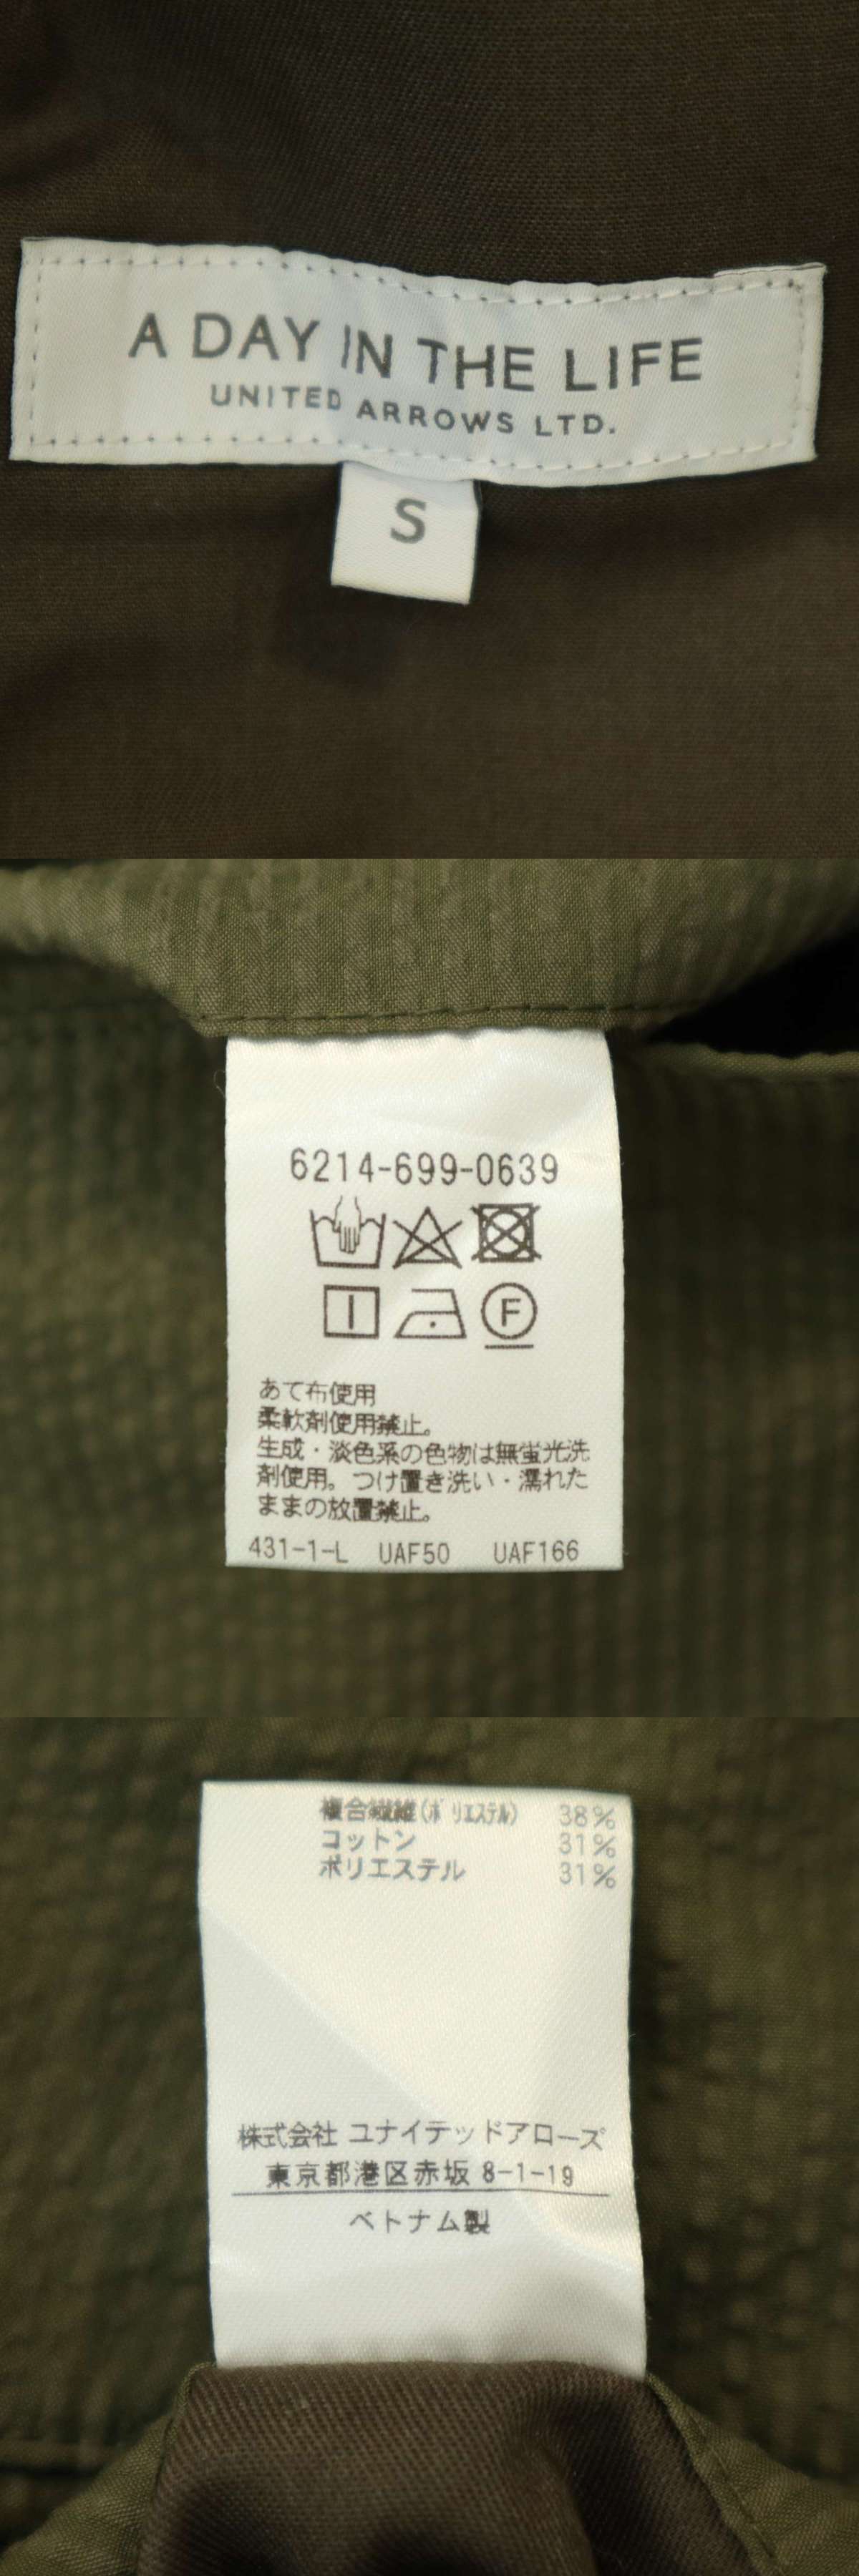 A DAY IN THE LIFE
UNITED ARROWS LTD.
S
6214-699-0639
F
あて布使用
柔軟剤使用禁止。
生成・淡色系の色物は無蛍光洗
剤使用。つけ置き洗い・濡れた
ままの放置禁止。
431-1-L UAF50 UAF166
複合繊維(ポリエステル) 38%
コットン 31%
ポリエステル 31%
株式会社 ユナイテッドアローズ
東京都港区赤坂 8-1-19
ベトナム製